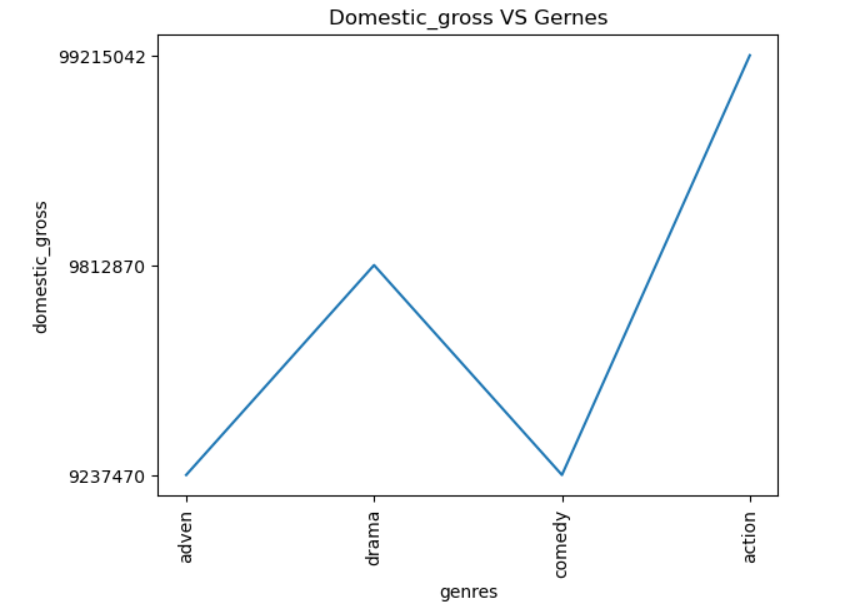 Domestic_gross VS Gernes
99215042
9812870
9237470
domestic_gross
adven
drama
comedy
action
genres